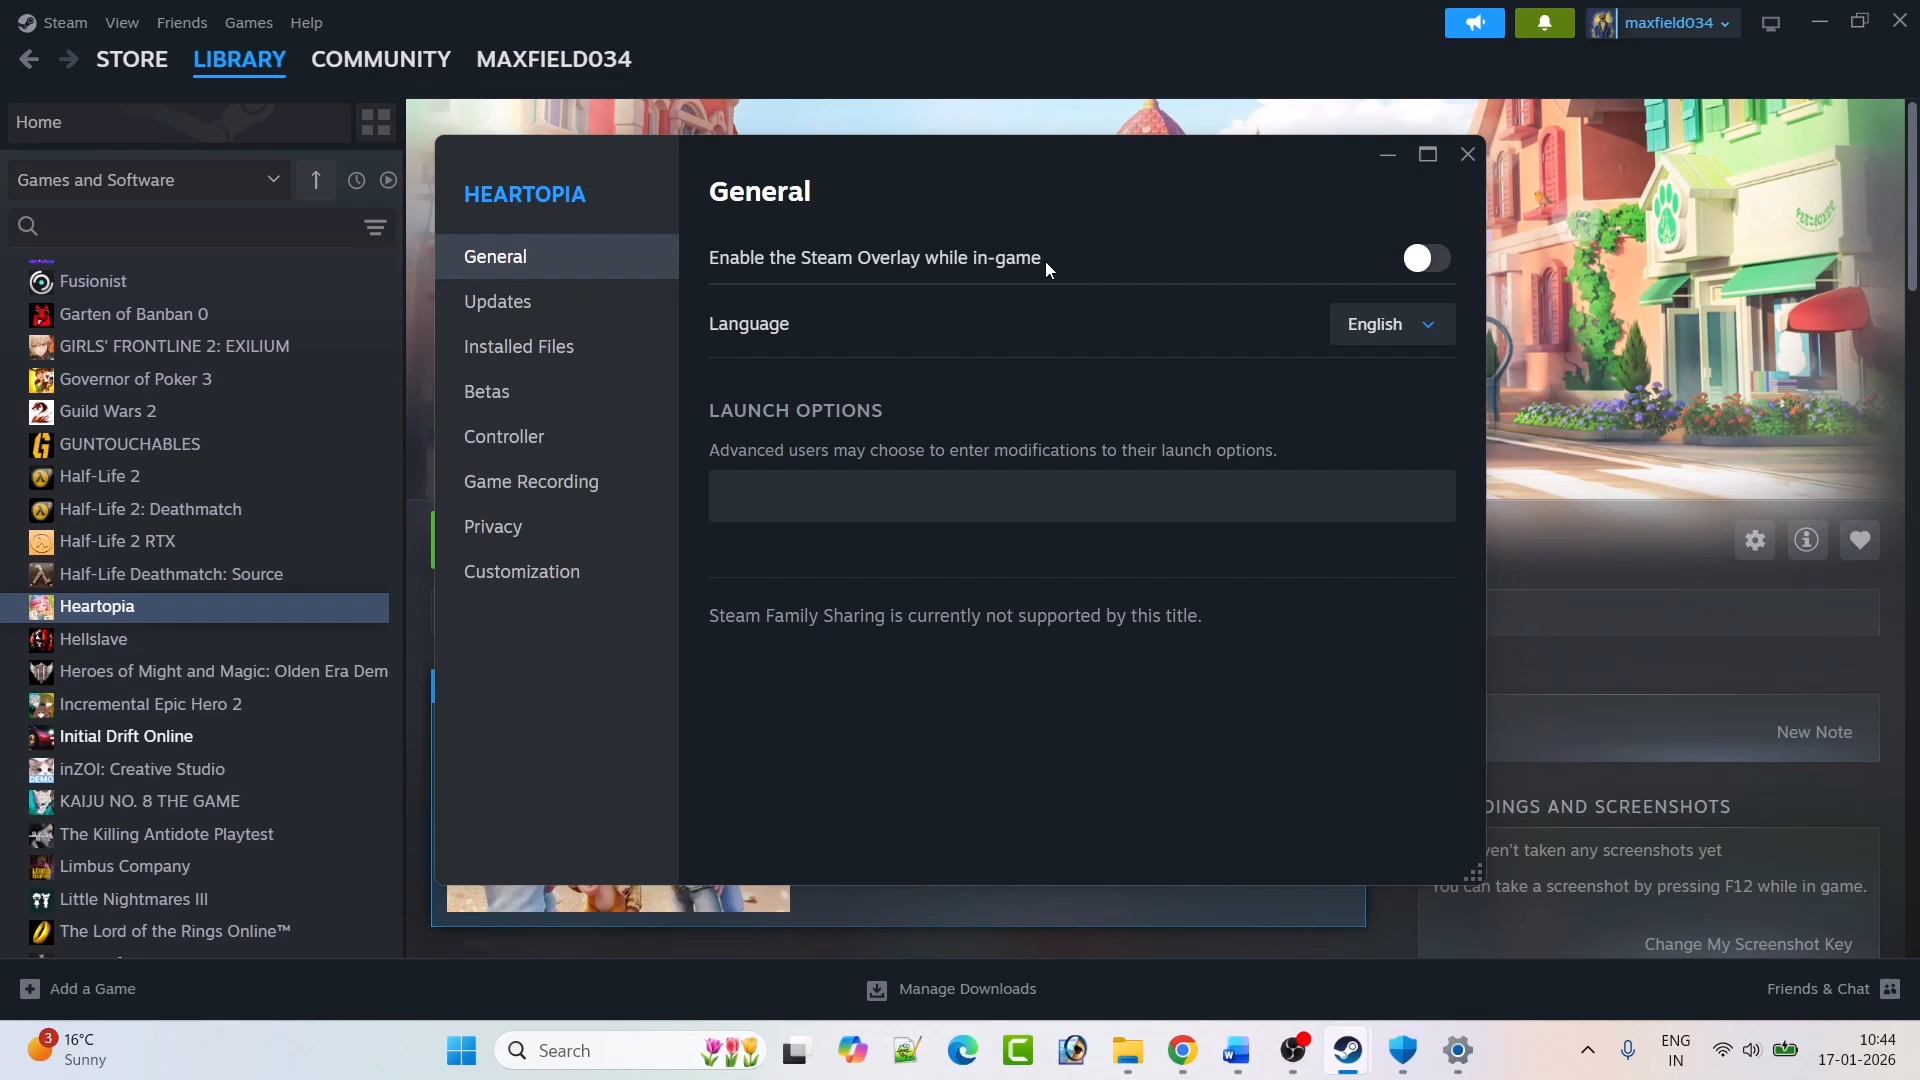 Steam View Friends Games Help
maxfield034
STORE LIBRARY COMMUNITY MAXFIELD034
Home
Games and Software
Fusionist
Garten of Banban 0
GIRLS' FRONTLINE 2: EXILIUM
Governor of Poker 3
Guild Wars 2
GUNTOUCHABLES
Half-Life 2
Half-Life 2: Deathmatch
Half-Life 2 RTX
Half-Life Deathmatch: Source
Heartopia
Hellslave
Heroes of Might and Magic: Olden Era Dem
Incremental Epic Hero 2
Initial Drift Online
inZOI: Creative Studio
KAIJU NO. 8 THE GAME
The Killing Antidote Playtest
Limbus Company
Little Nightmares III
The Lord of the Rings Online™
HEARTOPIA
General
Updates
Installed Files
Betas
Controller
Game Recording
Privacy
Customization
General
Enable the Steam Overlay while in-game
Language
English
LAUNCH OPTIONS
Advanced users may choose to enter modifications to their launch options.
Steam Family Sharing is currently not supported by this title.
New Note
DINGS AND SCREENSHOTS
ven't taken any screenshots yet
You can take a screenshot by pressing F12 while in game.
Change My Screenshot Key
Add a Game
Manage Downloads
Friends & Chat
3
16°C
Sunny
Search
ENG
IN
10:44
17-01-2026